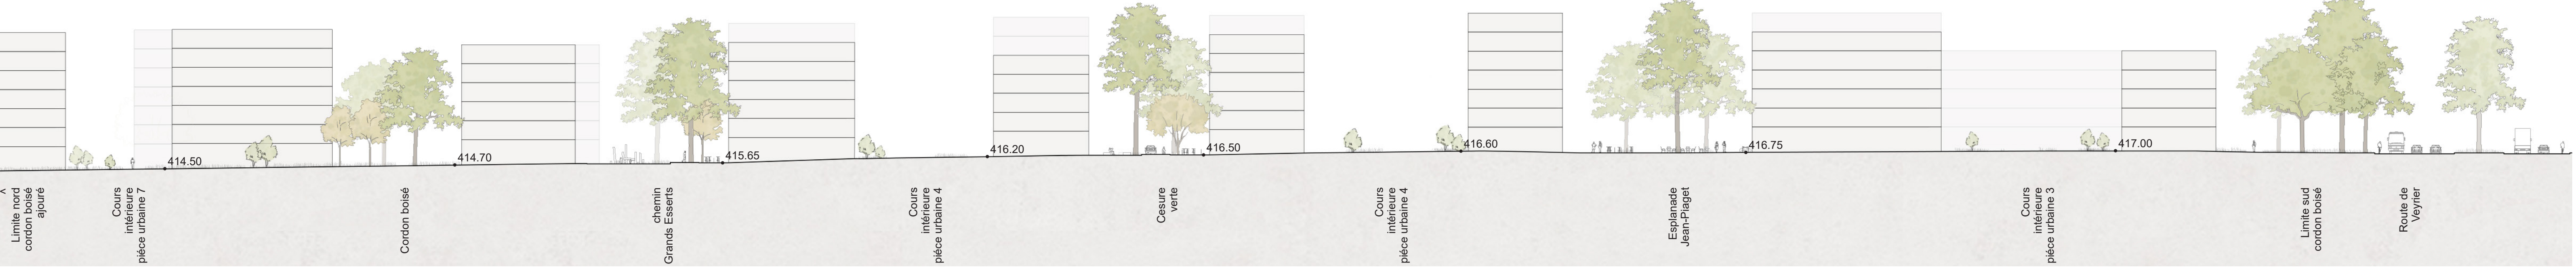 414.50
414.70
415.65
416.20
416.50
416.60
416.75
417.00
Limite nord
cordon boisé
ajouré
Cours
intérieure
pièce urbaine 7
Cordon boisé
chemin
Grands Esserts
Cours
intérieure
pièce urbaine 4
Cesure
verte
Cours
intérieure
pièce urbaine 4
Esplanade
Jean-Piaget
Cours
intérieure
pièce urbaine 3
Limite sud
cordon boisé
Route de
Veyrier